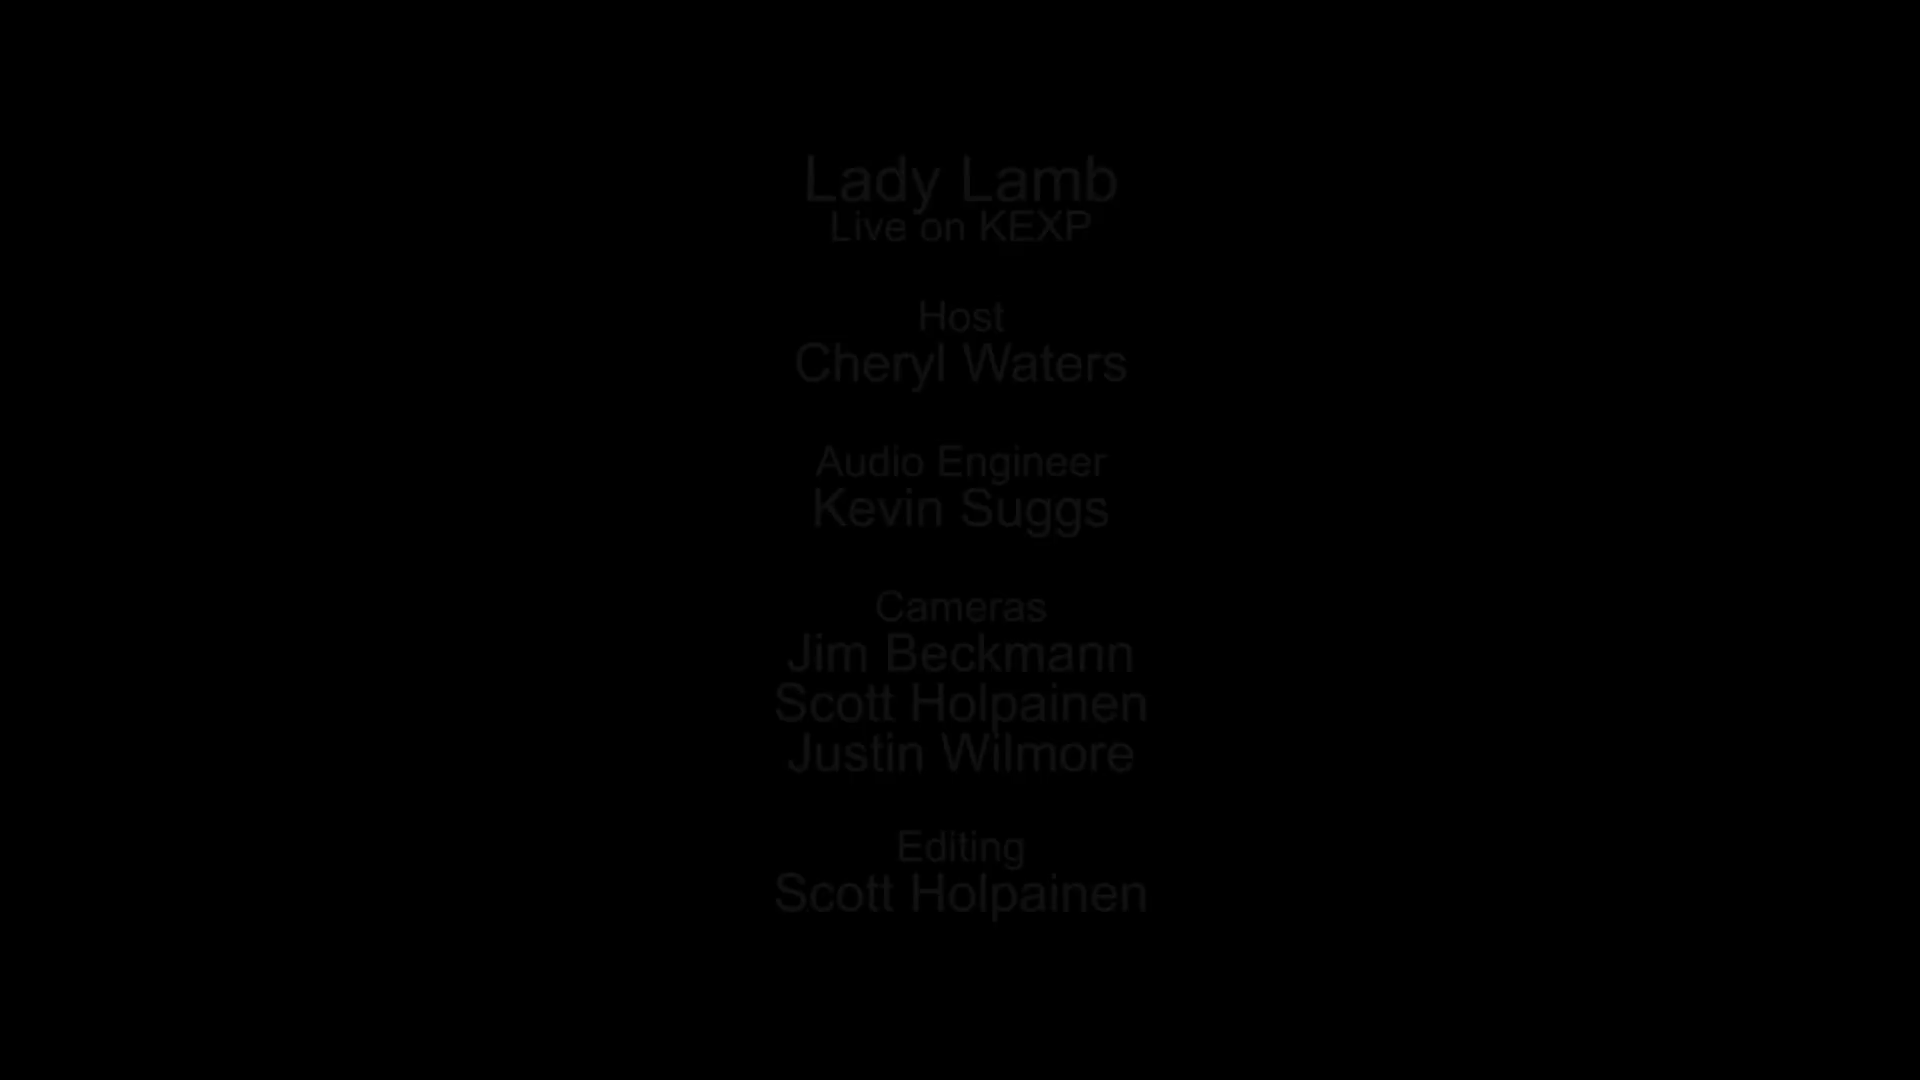 Lady Lamb
Live on KEXP
Host
Cheryl Waters
Audio Engineer
Kevin Suggs
Cameras
Jim Beckmann
Scott Holpainen
Justin Wilmore
Editing
Scott Holpainen